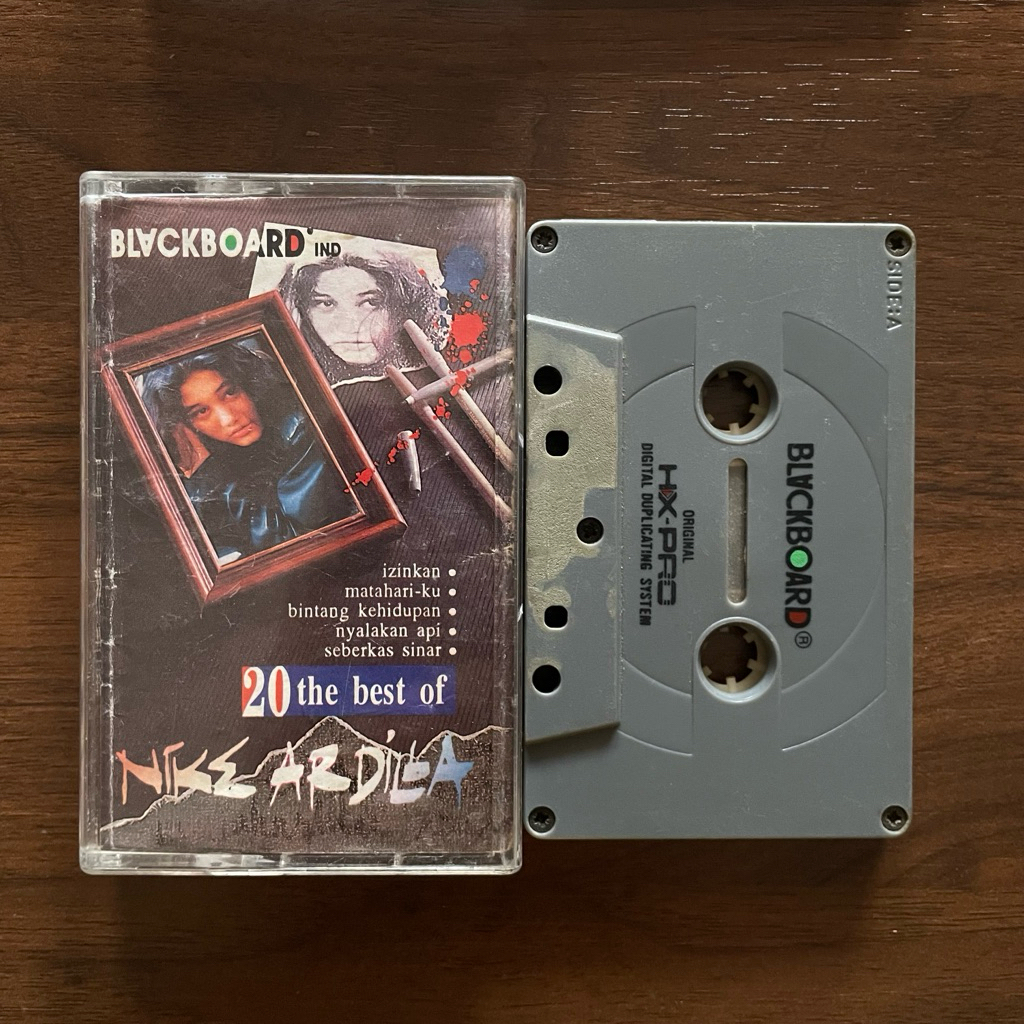 BLACKBOARD IND
izinkan •
matahari-ku •
bintang kehidupan •
nyalakan api •
seberkas sinar •
20 the best of
NIKE ARDILLA
SIDE:A
BLACKBOARD®
ORIGINAL
HX-PRO
DIGITAL DUPLICATING SYSTEM